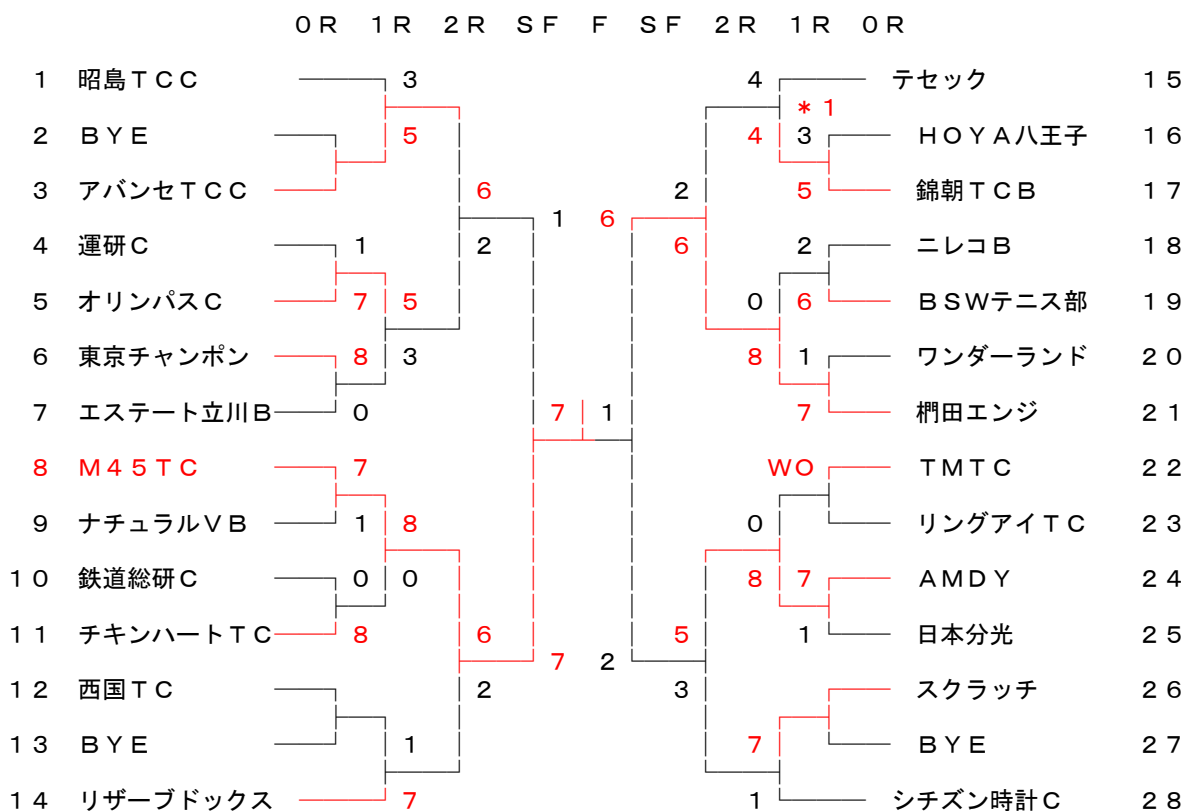 ０Ｒ １Ｒ ２Ｒ ＳＦ Ｆ ＳＦ ２Ｒ １Ｒ ０Ｒ
１ 昭島ＴＣＣ 3 4 テセック １５
＊1
２ ＢＹＥ 5 4 3 ＨＯＹＡ八王子 １６
３ アバンセＴＣＣ 6 2 5 錦朝ＴＣＢ １７
1 6
４ 運研Ｃ 1 2 6 2 ニレコＢ １８
５ オリンパスＣ 7 5 0 6 ＢＳＷテニス部 １９
６ 東京チャンポン 8 3 8 1 ワンダーランド ２０
７ エステート立川Ｂ 0 7 1 7 椚田エンジ ２１
８ Ｍ４５ＴＣ 7 ＷＯ ＴＭＴＣ ２２
９ ナチュラルＶＢ 1 8 0 リングアイＴＣ ２３
１０ 鉄道総研Ｃ 0 0 8 7 ＡＭＤＹ ２４
１１ チキンハートＴＣ 8 6 5 1 日本分光 ２５
7 2
１２ 西国ＴＣ 2 3 スクラッチ ２６
１３ ＢＹＥ 1 7 ＢＹＥ ２７
１４ リザーブドックス 7 1 シチズン時計Ｃ ２８